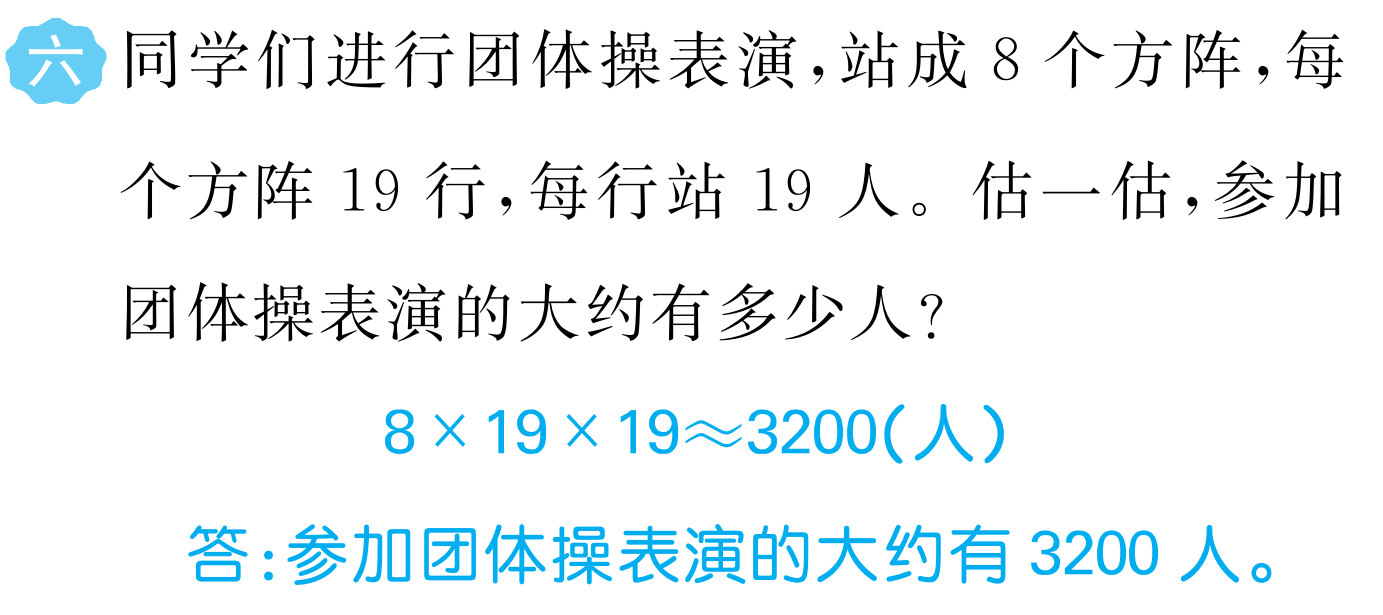 六 同学们进行团体操表演,站成 8 个方阵,每
个方阵 19 行,每行站 19 人。估一估,参加
团体操表演的大约有多少人?
8×19×19≈3200(人)
答:参加团体操表演的大约有 3200 人。